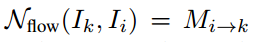 𝒩_flow(I_k, I_i) = M_{i→k}